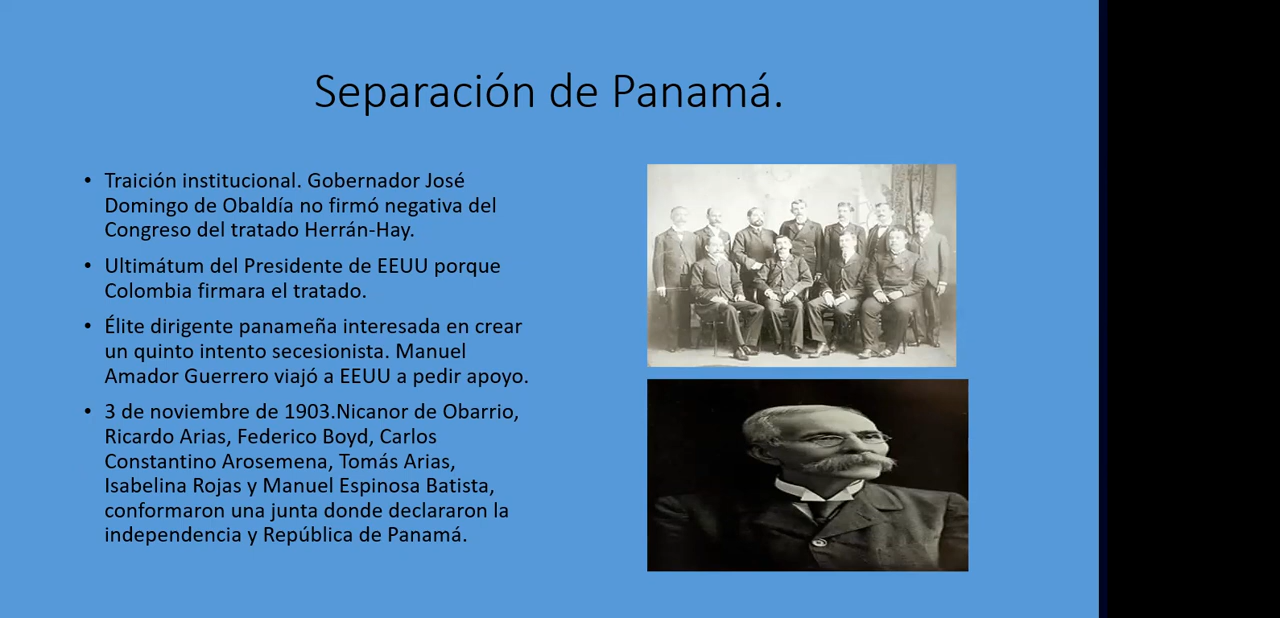 Separación de Panamá.
• Traición institucional. Gobernador José
Domingo de Obaldía no firmó negativa del
Congreso del tratado Herrán-Hay.
• Ultimátum del Presidente de EEUU porque
Colombia firmara el tratado.
• Élite dirigente panameña interesada en crear
un quinto intento secesionista. Manuel
Amador Guerrero viajó a EEUU a pedir apoyo.
• 3 de noviembre de 1903.Nicanor de Obarrio,
Ricardo Arias, Federico Boyd, Carlos
Constantino Arosemena, Tomás Arias,
Isabelina Rojas y Manuel Espinosa Batista,
conformaron una junta donde declararon la
independencia y República de Panamá.